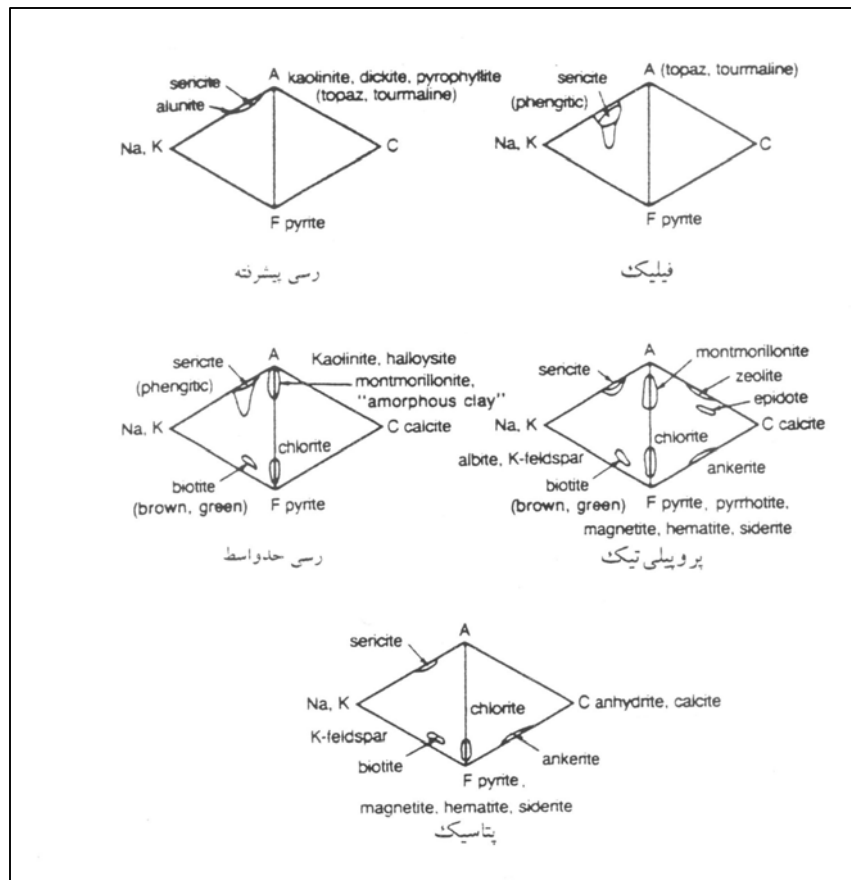 A kaolinite, dickite, pyrophyllite
(topaz, tourmaline)
sericite
alunite
Na, K
C
F pyrite
رسی پیشرفته
A (topaz, tourmaline)
sericite
(phengitic)
Na, K
C
F pyrite
فیلیک
A
Kaolinite, halloysite
sericite
(phengitic)
montmorillonite,
"amorphous clay"
Na, K
C calcite
chlorite
biotite
(brown, green)
F pyrite
رسی حدواسط
A
montmorillonite
sericite
zeolite
epidote
Na, K
C calcite
chlorite
albite, K-feldspar
ankerite
biotite
(brown, green)
F pyrite, pyrrhotite,
magnetite, hematite, siderite
پروپیلی تیک
A
sericite
Na, K
C anhydrite, calcite
chlorite
K-feldspar
biotite
ankerite
F pyrite,
magnetite, hematite, siderite
پتاسیک